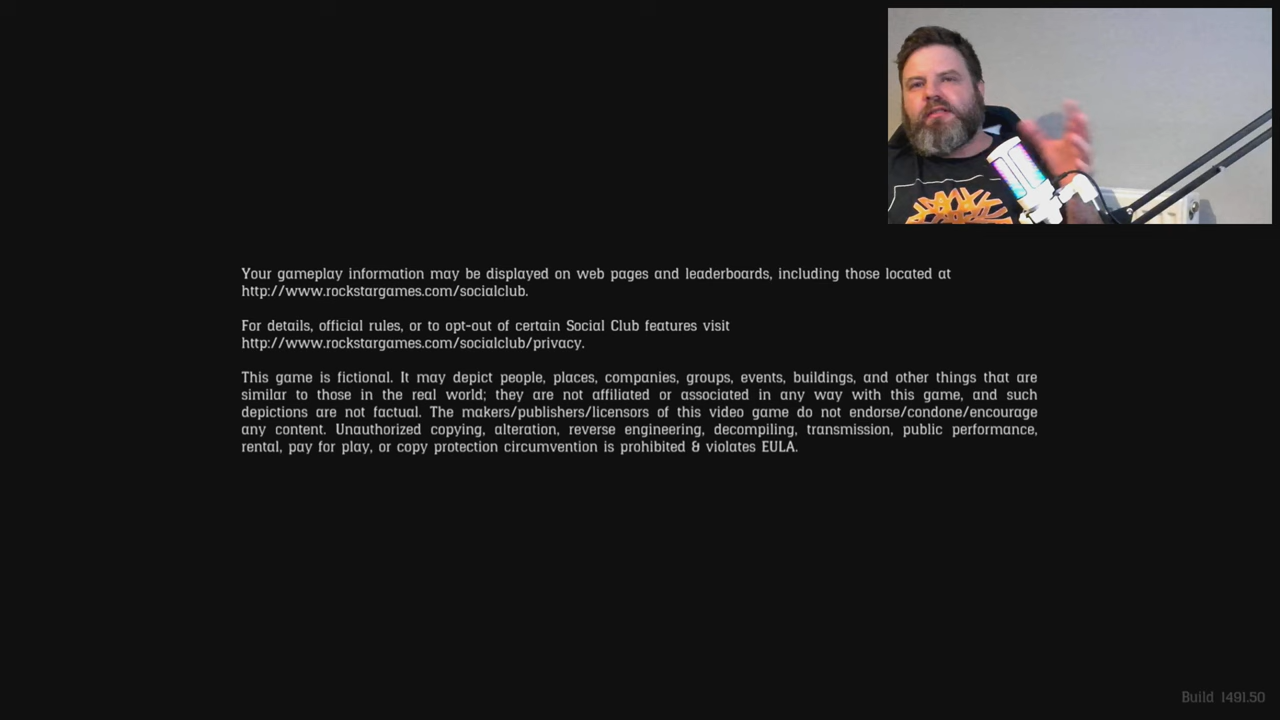 Your gameplay information may be displayed on web pages and leaderboards, including those located at
http://www.rockstargames.com/socialclub.
For details, official rules, or to opt-out of certain Social Club features visit
http://www.rockstargames.com/socialclub/privacy.
This game is fictional. It may depict people, places, companies, groups, events, buildings, and other things that are
similar to those in the real world; they are not affiliated or associated in any way with this game, and such
depictions are not factual. The makers/publishers/licensors of this video game do not endorse/condone/encourage
any content. Unauthorized copying, alteration, reverse engineering, decompiling, transmission, public performance,
rental, pay for play, or copy protection circumvention is prohibited & violates EULA.
Build 1491.50